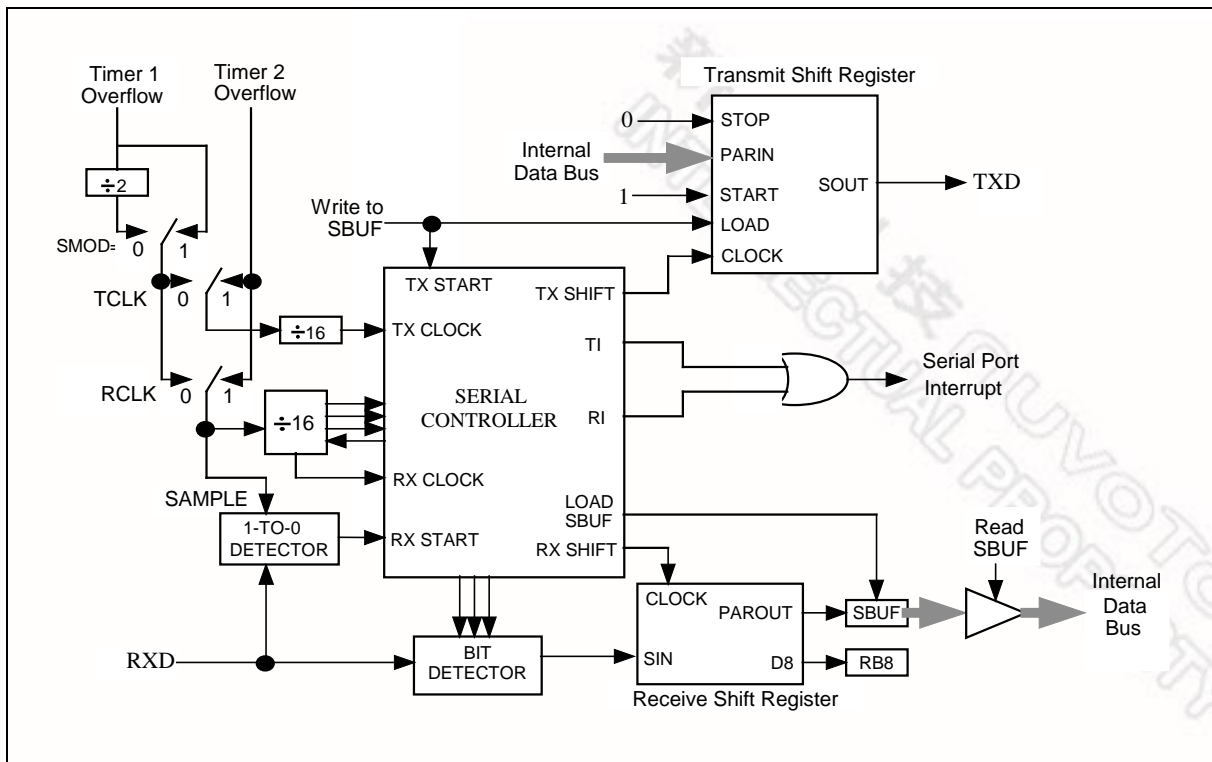 Timer 1
Overflow
Timer 2
Overflow
Transmit Shift Register
0
STOP
Internal
Data Bus
PARIN
SOUT
TXD
1
START
÷2
Write to
SBUF
LOAD
SMOD=
0
1
CLOCK
TX START
TX SHIFT
TCLK
0
1
÷16
TX CLOCK
TI
Serial Port
Interrupt
RCLK
0
1
SERIAL
CONTROLLER
÷16
RI
RX CLOCK
SAMPLE
LOAD
SBUF
1-TO-0
DETECTOR
RX START
RX SHIFT
Read
SBUF
CLOCK
PAROUT
SBUF
Internal
Data
Bus
RXD
BIT
DETECTOR
SIN
D8
RB8
Receive Shift Register